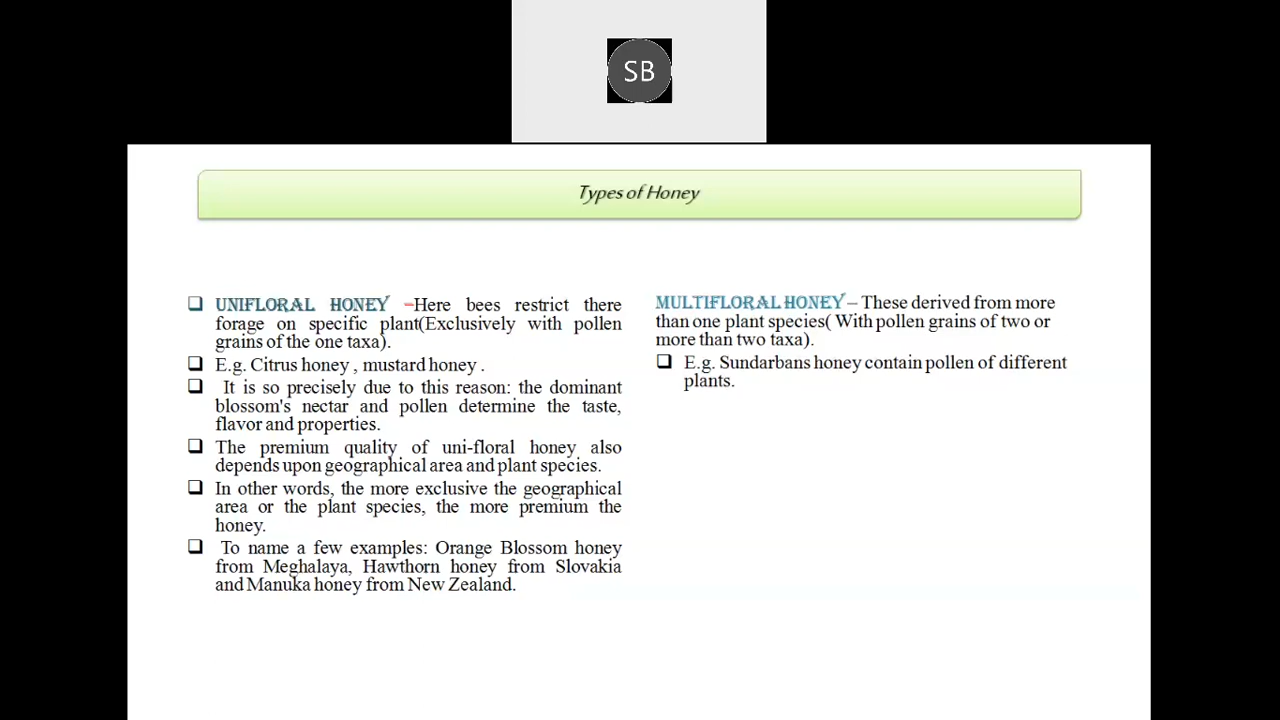 SB
Types of Honey
❑ UNIFLORAL HONEY –Here bees restrict there
forage on specific plant(Exclusively with pollen
grains of the one taxa).
❑ E.g. Citrus honey , mustard honey .
❑ It is so precisely due to this reason: the dominant
blossom's nectar and pollen determine the taste,
flavor and properties.
❑ The premium quality of uni-floral honey also
depends upon geographical area and plant species.
❑ In other words, the more exclusive the geographical
area or the plant species, the more premium the
honey.
❑ To name a few examples: Orange Blossom honey
from Meghalaya, Hawthorn honey from Slovakia
and Manuka honey from New Zealand.
MULTIFLORAL HONEY – These derived from more
than one plant species( With pollen grains of two or
more than two taxa).
❑ E.g. Sundarbans honey contain pollen of different
plants.